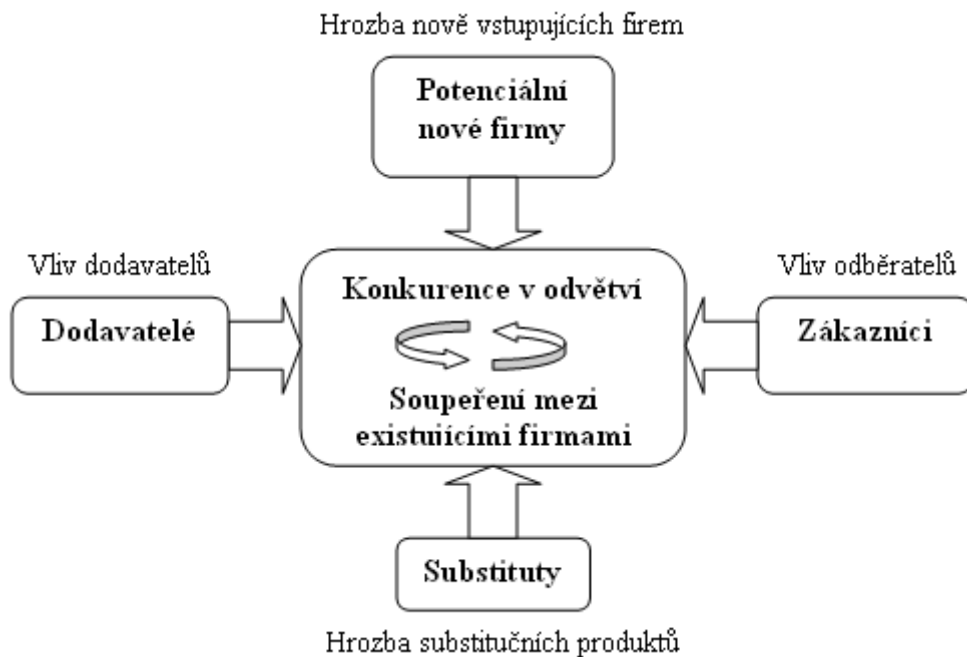 Hrozba nově vstupujících firem
Potenciální
nové firmy
Vliv dodavatelů
Dodavatelé
Konkurence v odvětví
Soupeření mezi
existujícími firmami
Vliv odběratelů
Zákazníci
Substituty
Hrozba substitučních produktů